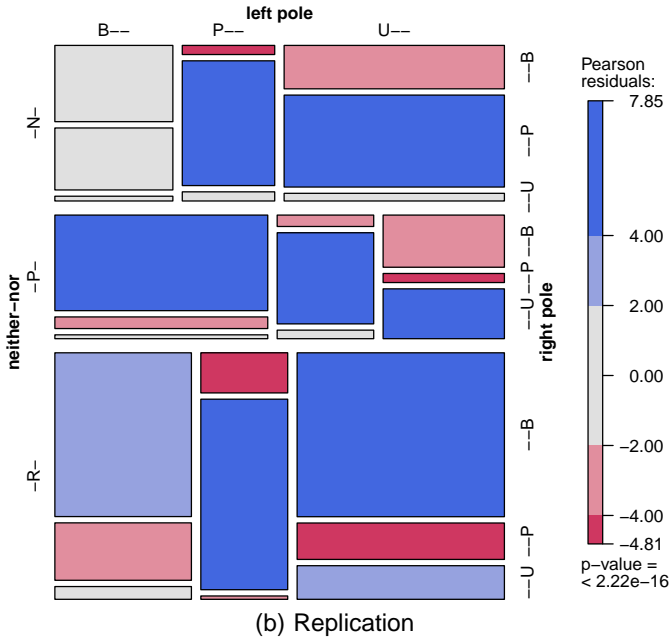 left pole
B−− P−− U−−
neither−nor
−N−
−P−
−R−
−−B
−−P
−−U
−−B
−−P
−−U
−−B
−−P
−−U
right pole
Pearson
residuals:
7.85
4.00
2.00
0.00
−2.00
−4.00
−4.81
p−value =
< 2.22e−16
(b) Replication